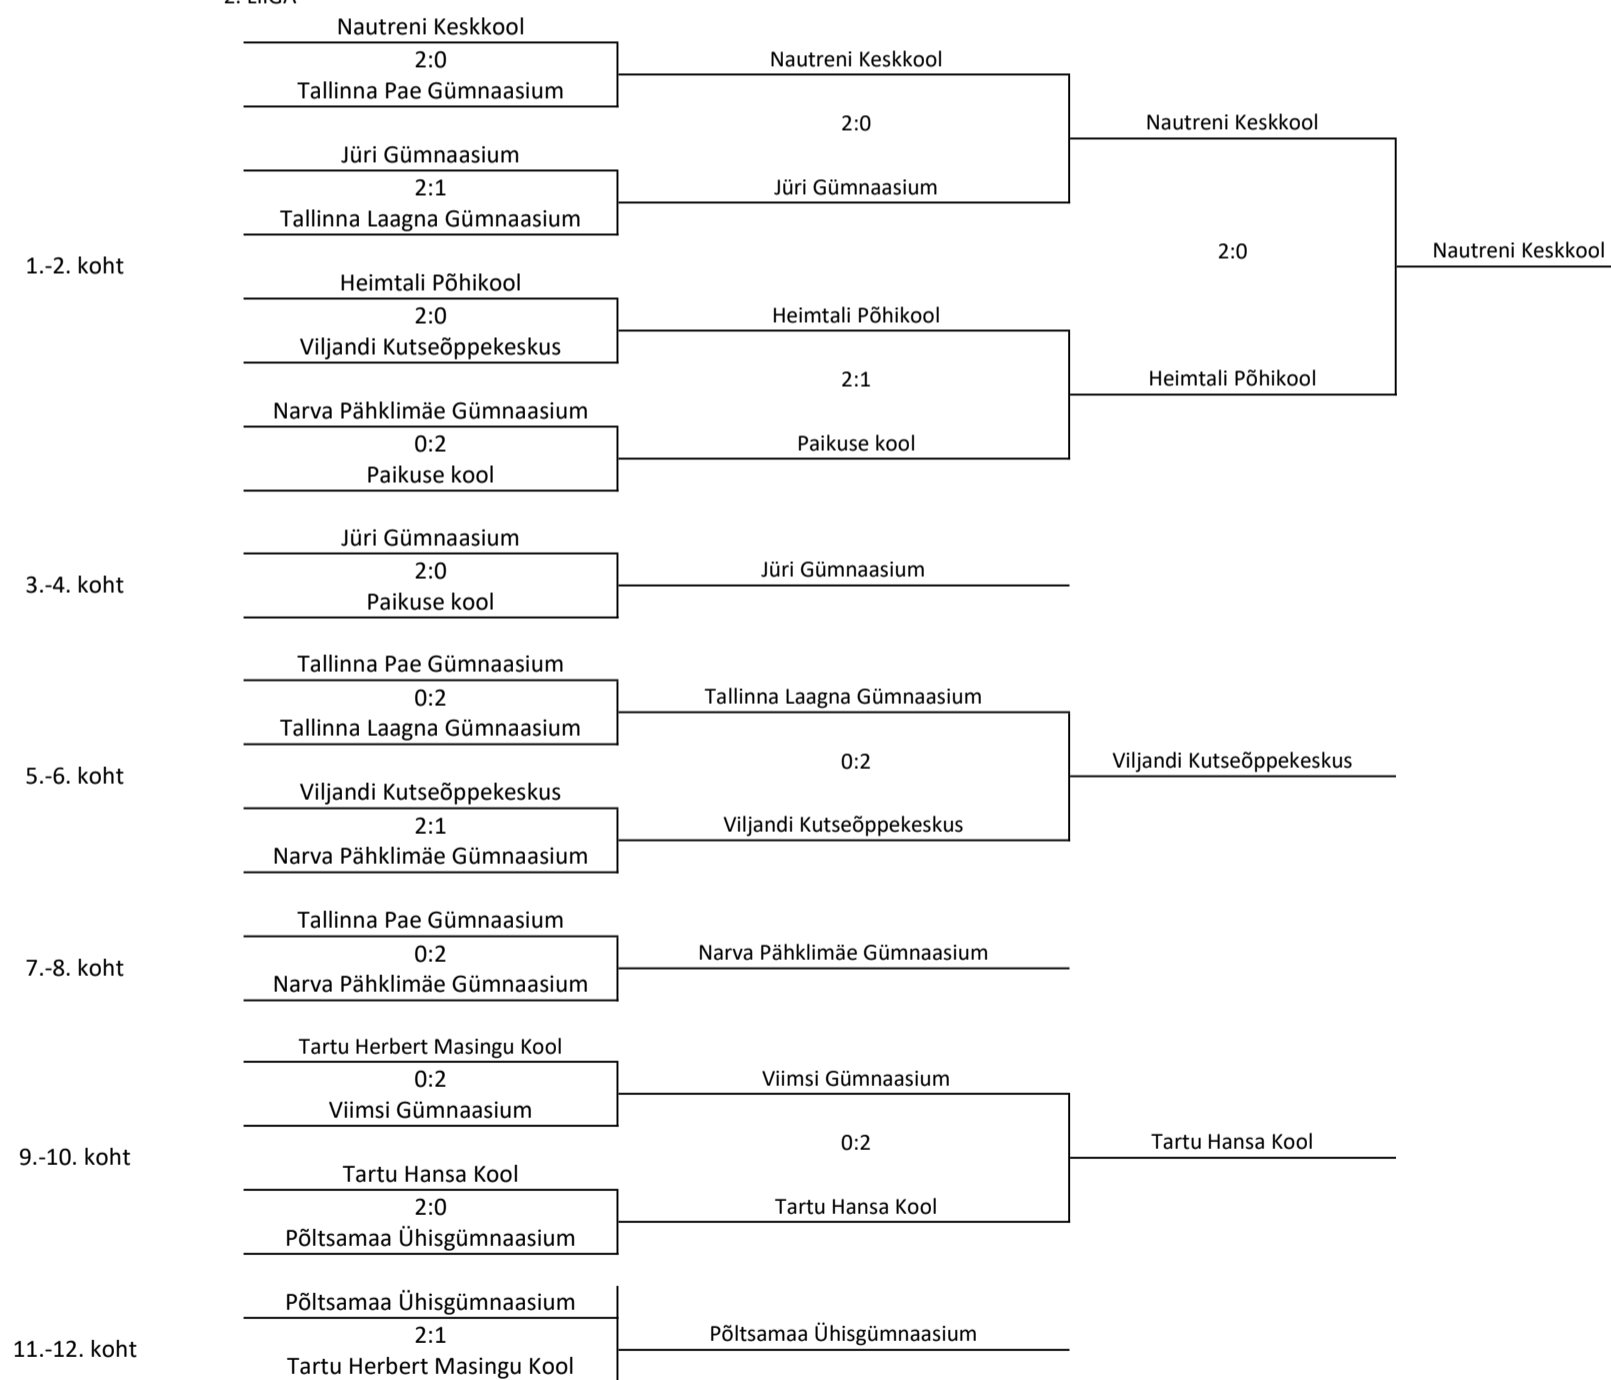 2. LIIGA
Nautreni Keskkool
2:0
Tallinna Pae Gümnaasium
Nautreni Keskkool
2:0
Jüri Gümnaasium
2:1
Tallinna Laagna Gümnaasium
Jüri Gümnaasium
Nautreni Keskkool
2:0
Nautreni Keskkool
1.-2. koht
Heimtali Põhikool
2:0
Viljandi Kutseõppekeskus
Heimtali Põhikool
2:1
Heimtali Põhikool
Narva Pähklimäe Gümnaasium
0:2
Paikuse kool
Paikuse kool
Jüri Gümnaasium
3.-4. koht
2:0
Paikuse kool
Jüri Gümnaasium
Tallinna Pae Gümnaasium
0:2
Tallinna Laagna Gümnaasium
Tallinna Laagna Gümnaasium
5.-6. koht
0:2
Viljandi Kutseõppekeskus
Viljandi Kutseõppekeskus
2:1
Narva Pähklimäe Gümnaasium
Viljandi Kutseõppekeskus
Tallinna Pae Gümnaasium
7.-8. koht
0:2
Narva Pähklimäe Gümnaasium
Narva Pähklimäe Gümnaasium
Tartu Herbert Masingu Kool
0:2
Viimsi Gümnaasium
Viimsi Gümnaasium
9.-10. koht
0:2
Tartu Hansa Kool
Tartu Hansa Kool
2:0
Põltsamaa Ühisgümnaasium
Tartu Hansa Kool
Põltsamaa Ühisgümnaasium
11.-12. koht
2:1
Tartu Herbert Masingu Kool
Põltsamaa Ühisgümnaasium